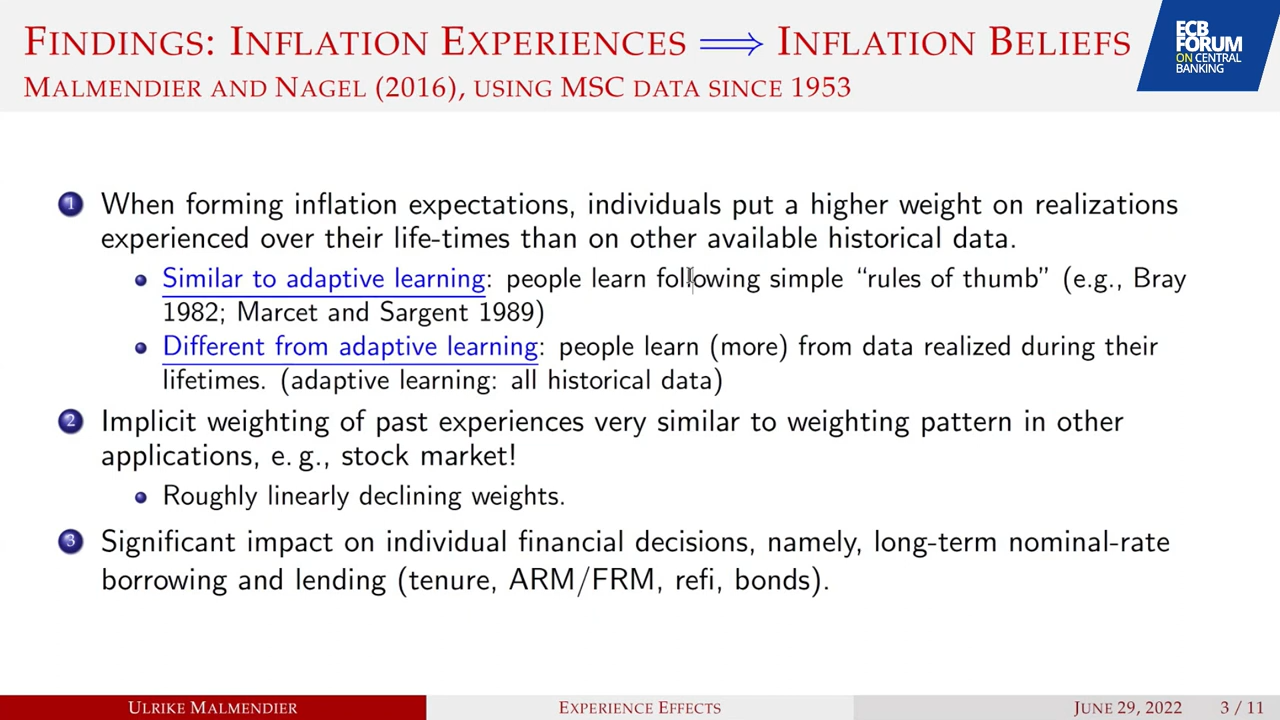 FINDINGS: INFLATION EXPERIENCES ⟹ INFLATION BELIEFS
MALMENDIER AND NAGEL (2016), USING MSC DATA SINCE 1953
ECB
FORUM
ON CENTRAL
BANKING
1 When forming inflation expectations, individuals put a higher weight on realizations
experienced over their life-times than on other available historical data.
Similar to adaptive learning: people learn following simple “rules of thumb” (e.g., Bray
1982; Marcet and Sargent 1989)
Different from adaptive learning: people learn (more) from data realized during their
lifetimes. (adaptive learning: all historical data)
2 Implicit weighting of past experiences very similar to weighting pattern in other
applications, e. g., stock market!
Roughly linearly declining weights.
3 Significant impact on individual financial decisions, namely, long-term nominal-rate
borrowing and lending (tenure, ARM/FRM, refi, bonds).
ULRIKE MALMENDIER EXPERIENCE EFFECTS JUNE 29, 2022 3 / 11